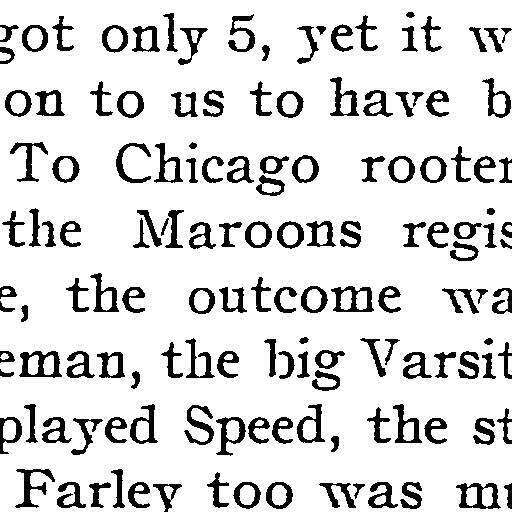 got only 5, yet it w
on to us to have b
To Chicago rooter
the Maroons regis
e, the outcome wa
eman, the big Varsit
played Speed, the st
Farley too was mu